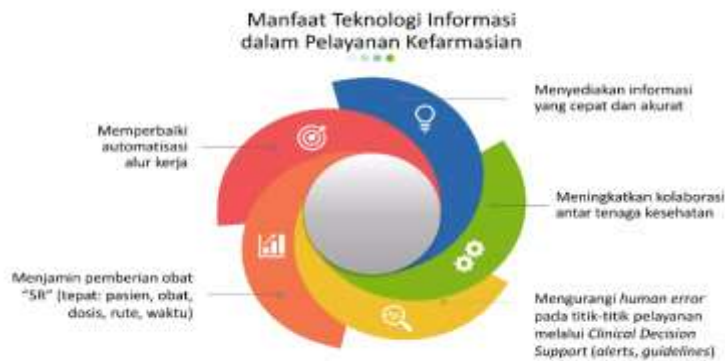 Manfaat Teknologi Informasi
dalam Pelayanan Kefarmasian
Menyediakan informasi
yang cepat dan akurat
Meningkatkan kolaborasi
antar tenaga kesehatan
Mengurangi human error
pada titik-titik pelayanan
melalui Clinical Decision
Support (alerts, guidelines)
Menjamin pemberian obat
"5R" (tepat: pasien, obat,
dosis, rute, waktu)
Memperbaiki
automatisasi
alur kerja